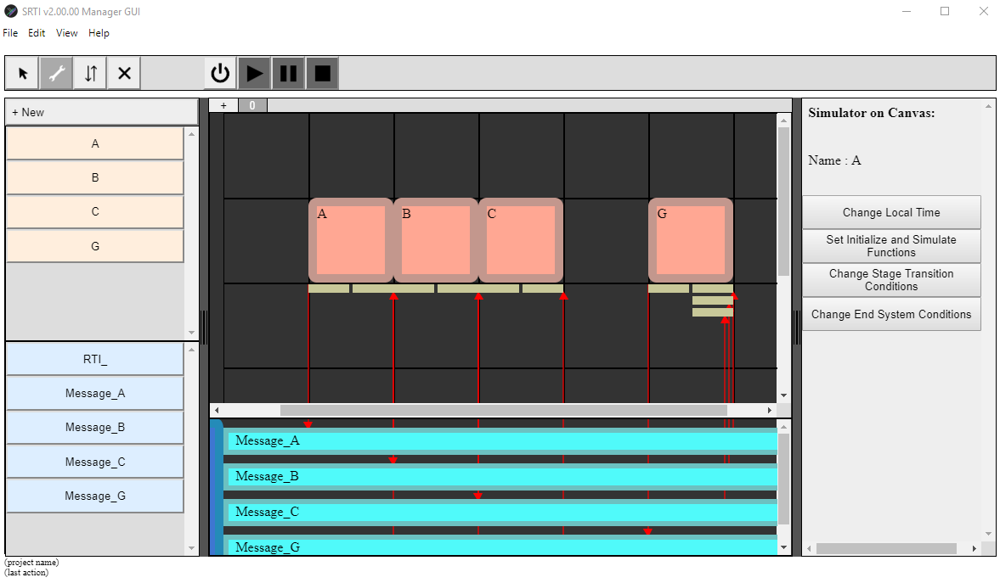 SRTI v2.00.00 Manager GUI
File Edit View Help
+ New
A
B
C
G
RTI_
Message_A
Message_B
Message_C
Message_G
+ 0
A B C G
Message_A
Message_B
Message_C
Message_G
Simulator on Canvas:
Name : A
Change Local Time
Set Initialize and Simulate
Functions
Change Stage Transition
Conditions
Change End System Conditions
(project name)
(last action)